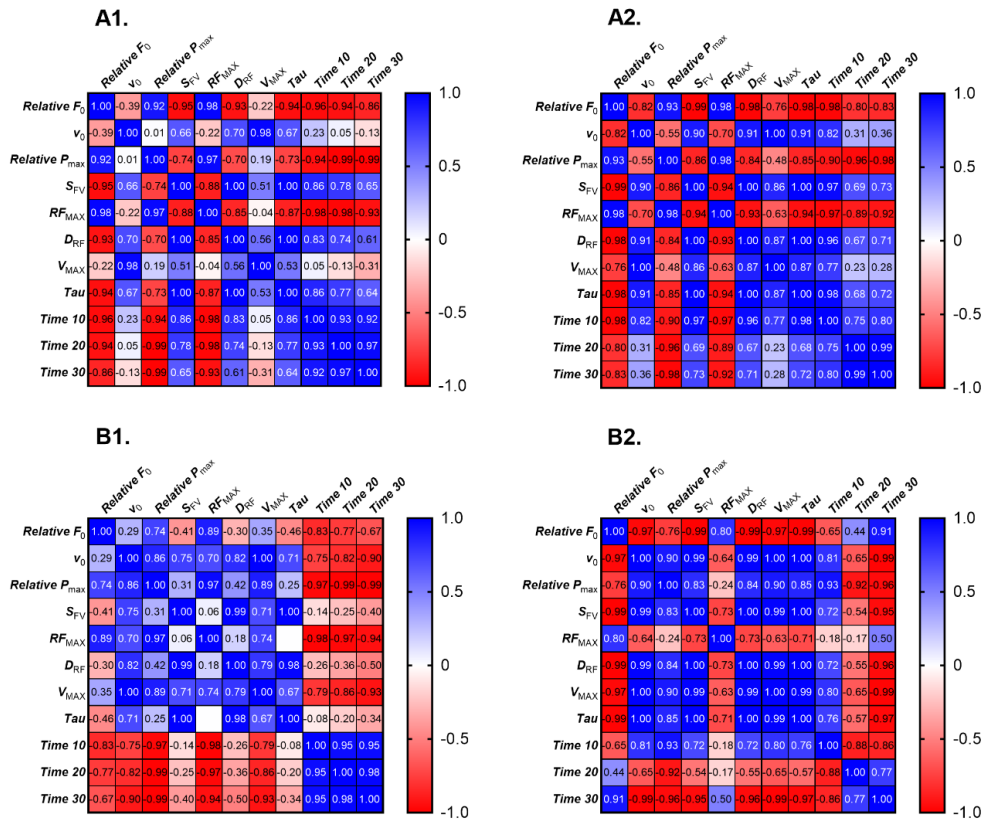 A1.
Relative F0 v0 Relative Pmax SFV RFMAX DRF VMAX Tau Time 10 Time 20 Time 30
Relative F0 1.00 -0.39 0.92 -0.95 0.98 -0.93 -0.22 -0.94 -0.96 -0.94 -0.86
v0 -0.39 1.00 0.01 0.66 -0.22 0.70 0.98 0.67 0.23 0.05 -0.13
Relative Pmax 0.92 0.01 1.00 -0.74 0.97 -0.70 0.19 -0.73 -0.94 -0.99 -0.99
SFV -0.95 0.66 -0.74 1.00 -0.88 1.00 0.51 1.00 0.86 0.78 0.65
RFMAX 0.98 -0.22 0.97 -0.88 1.00 -0.85 -0.04 -0.87 -0.98 -0.98 -0.93
DRF -0.93 0.70 -0.70 1.00 -0.85 1.00 0.56 1.00 0.83 0.74 0.61
VMAX -0.22 0.98 0.19 0.51 -0.04 0.56 1.00 0.53 0.05 -0.13 -0.31
Tau -0.94 0.67 -0.73 1.00 -0.87 1.00 0.53 1.00 0.86 0.77 0.64
Time 10 -0.96 0.23 -0.94 0.86 -0.98 0.83 0.05 0.86 1.00 0.93 0.92
Time 20 -0.94 0.05 -0.99 0.78 -0.98 0.74 -0.13 0.77 0.93 1.00 0.97
Time 30 -0.86 -0.13 -0.99 0.65 -0.93 0.61 -0.31 0.64 0.92 0.97 1.00
1.0
0.5
0
-0.5
-1.0
A2.
Relative F0 v0 Relative Pmax SFV RFMAX DRF VMAX Tau Time 10 Time 20 Time 30
Relative F0 1.00 -0.82 0.93 -0.99 0.98 -0.98 -0.76 -0.98 -0.98 -0.80 -0.83
v0 -0.82 1.00 -0.55 0.90 -0.70 0.91 1.00 0.91 0.82 0.31 0.36
Relative Pmax 0.93 -0.55 1.00 -0.86 0.98 -0.84 -0.48 -0.85 -0.90 -0.96 -0.98
SFV -0.99 0.90 -0.86 1.00 -0.94 1.00 0.86 1.00 0.97 0.69 0.73
RFMAX 0.98 -0.70 0.98 -0.94 1.00 -0.93 -0.63 -0.94 -0.97 -0.89 -0.92
DRF -0.98 0.91 -0.84 1.00 -0.93 1.00 0.87 1.00 0.96 0.67 0.71
VMAX -0.76 1.00 -0.48 0.86 -0.63 0.87 1.00 0.87 0.77 0.23 0.28
Tau -0.98 0.91 -0.85 1.00 -0.94 1.00 0.87 1.00 0.98 0.68 0.72
Time 10 -0.98 0.82 -0.90 0.97 -0.97 0.96 0.77 0.98 1.00 0.75 0.80
Time 20 -0.80 0.31 -0.96 0.69 -0.89 0.67 0.23 0.68 0.75 1.00 0.99
Time 30 -0.83 0.36 -0.98 0.73 -0.92 0.71 0.28 0.72 0.80 0.99 1.00
1.0
0.5
0
-0.5
-1.0
B1.
Relative F0 v0 Relative Pmax SFV RFMAX DRF VMAX Tau Time 10 Time 20 Time 30
Relative F0 1.00 0.29 0.74 -0.41 0.89 -0.30 0.35 -0.46 -0.83 -0.77 -0.67
v0 0.29 1.00 0.86 0.75 0.70 0.82 1.00 0.71 -0.75 -0.82 -0.90
Relative Pmax 0.74 0.86 1.00 0.31 0.97 0.42 0.89 0.25 -0.97 -0.99 -0.99
SFV -0.41 0.75 0.31 1.00 0.06 0.99 0.71 1.00 -0.14 -0.25 -0.40
RFMAX 0.89 0.70 0.97 0.06 1.00 0.18 0.74 -0.98 -0.97 -0.94
DRF -0.30 0.82 0.42 0.99 0.18 1.00 0.79 0.98 -0.26 -0.36 -0.50
VMAX 0.35 1.00 0.89 0.71 0.74 0.79 1.00 0.67 -0.79 -0.86 -0.93
Tau -0.46 0.71 0.25 1.00 0.98 0.67 1.00 -0.08 -0.20 -0.34
Time 10 -0.83 -0.75 -0.97 -0.14 -0.98 -0.26 -0.79 -0.08 1.00 0.95 0.95
Time 20 -0.77 -0.82 -0.99 -0.25 -0.97 -0.36 -0.86 -0.20 0.95 1.00 0.98
Time 30 -0.67 -0.90 -0.99 -0.40 -0.94 -0.50 -0.93 -0.34 0.95 0.98 1.00
1.0
0.5
0
-0.5
-1.0
B2.
Relative F0 v0 Relative Pmax SFV RFMAX DRF VMAX Tau Time 10 Time 20 Time 30
Relative F0 1.00 -0.97 -0.76 -0.99 0.80 -0.99 -0.97 -0.99 -0.65 0.44 0.91
v0 -0.97 1.00 0.90 0.99 -0.64 0.99 1.00 1.00 0.81 -0.65 -0.99
Relative Pmax -0.76 0.90 1.00 0.83 -0.24 0.84 0.90 0.85 0.93 -0.92 -0.96
SFV -0.99 0.99 0.83 1.00 -0.73 1.00 0.99 1.00 0.72 -0.54 -0.95
RFMAX 0.80 -0.64 -0.24 -0.73 1.00 -0.73 -0.63 -0.71 -0.18 -0.17 0.50
DRF -0.99 0.99 0.84 1.00 -0.73 1.00 0.99 1.00 0.72 -0.55 -0.96
VMAX -0.97 1.00 0.90 0.99 -0.63 0.99 1.00 0.99 0.80 -0.65 -0.99
Tau -0.99 1.00 0.85 1.00 -0.71 1.00 0.99 1.00 0.76 -0.57 -0.97
Time 10 -0.65 0.81 0.93 0.72 -0.18 0.72 0.80 0.76 1.00 -0.88 -0.86
Time 20 0.44 -0.65 -0.92 -0.54 -0.17 -0.55 -0.65 -0.57 -0.88 1.00 0.77
Time 30 0.91 -0.99 -0.96 -0.95 0.50 -0.96 -0.99 -0.97 -0.86 0.77 1.00
1.0
0.5
0
-0.5
-1.0